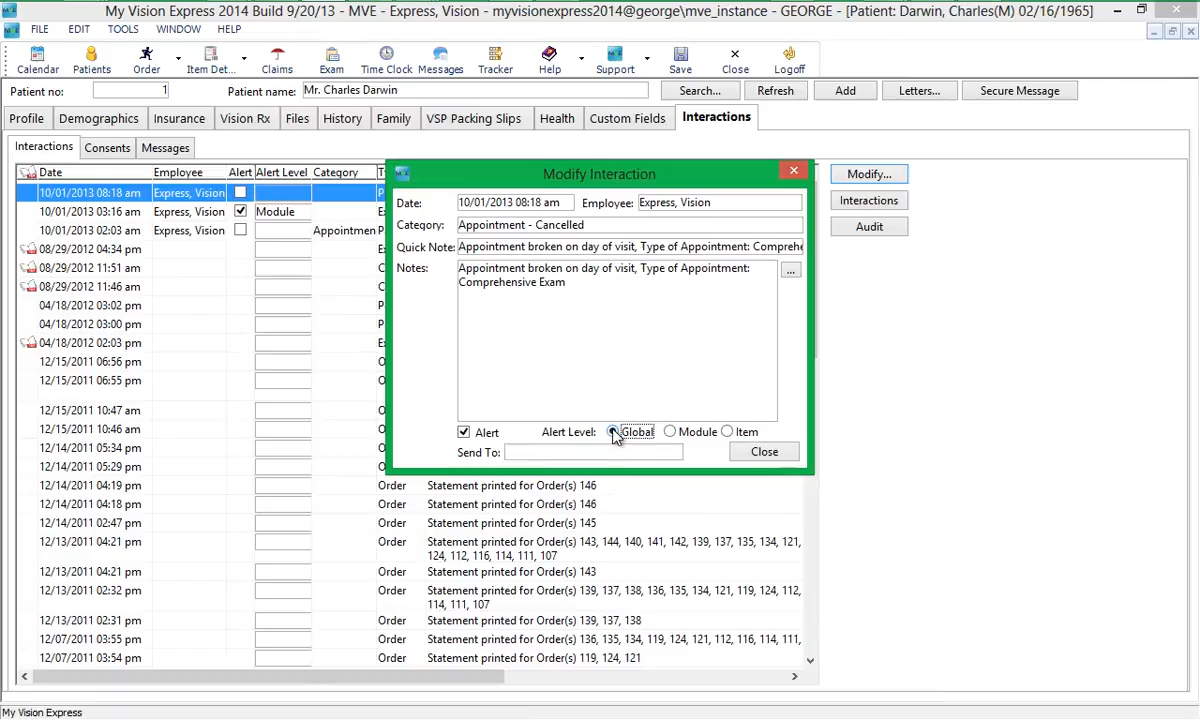 My Vision Express 2014 Build 9/20/13 - MVE - Express, Vision - myvisionexpress2014@george\mve_instance - GEORGE - [Patient: Darwin, Charles(M) 02/16/1965]
FILE EDIT TOOLS WINDOW HELP
Calendar Patients Order Item Det... Claims Exam Time Clock Messages Tracker Help Support Save Close Logoff
Patient no: 1 Patient name: Mr. Charles Darwin Search... Refresh Add Letters... Secure Message
Profile Demographics Insurance Vision Rx Files History Family VSP Packing Slips Health Custom Fields Interactions
Interactions Consents Messages
Date Employee Alert Alert Level Category
10/01/2013 08:18 am Express, Vision P
10/01/2013 03:16 am Express, Vision Module
10/01/2013 02:03 am Express, Vision Appointmen P
08/29/2012 04:34 pm
08/29/2012 11:51 am
08/29/2012 11:46 am
04/18/2012 03:02 pm
04/18/2012 03:00 pm
04/18/2012 02:03 pm
12/15/2011 06:56 pm
12/15/2011 06:55 pm
12/15/2011 10:47 am
12/15/2011 10:46 am
12/14/2011 05:34 pm
12/14/2011 05:29 pm
12/14/2011 04:19 pm Order Statement printed for Order(s) 146
12/14/2011 04:18 pm Order Statement printed for Order(s) 146
12/14/2011 02:47 pm Order Statement printed for Order(s) 145
12/13/2011 04:21 pm Order Statement printed for Order(s) 143, 144, 140, 141, 142, 139, 137, 135, 134, 121,
124, 112, 116, 114, 111, 107
12/13/2011 04:21 pm Order Statement printed for Order(s) 143
12/13/2011 02:32 pm Order Statement printed for Order(s) 139, 137, 138, 136, 135, 134, 121, 119, 124, 112,
114, 111, 107
12/13/2011 02:31 pm Order Statement printed for Order(s) 139, 137, 138
12/07/2011 03:55 pm Order Statement printed for Order(s) 136, 135, 134, 119, 124, 121, 112, 116, 114, 111,
12/07/2011 03:54 pm Order Statement printed for Order(s) 119, 124, 121
Modify Interaction
Date: 10/01/2013 08:18 am Employee: Express, Vision
Category: Appointment - Cancelled
Quick Note: Appointment broken on day of visit, Type of Appointment: Comprehe
Notes: Appointment broken on day of visit, Type of Appointment:
Comprehensive Exam
...
Alert Alert Level: Global Module Item
Send To: Close
Modify...
Interactions
Audit
My Vision Express